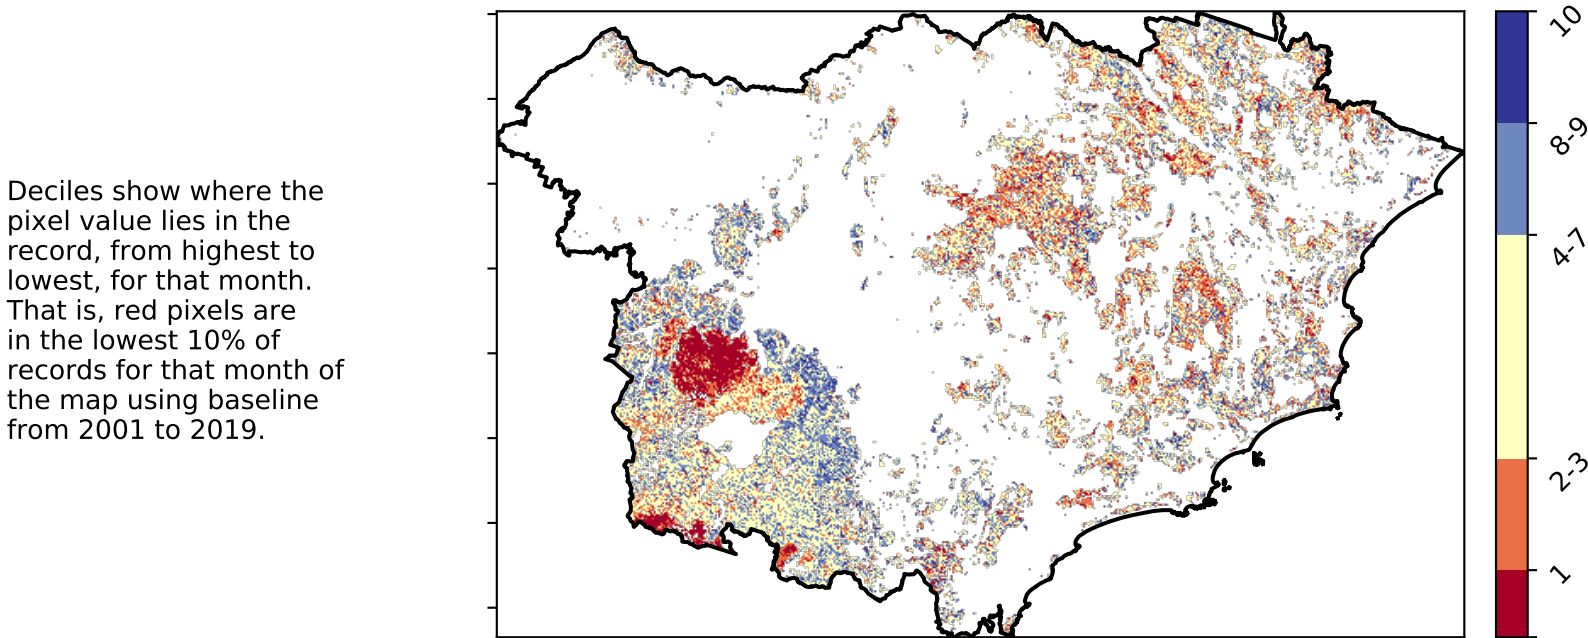 Deciles show where the
pixel value lies in the
record, from highest to
lowest, for that month.
That is, red pixels are
in the lowest 10% of
records for that month of
the map using baseline
from 2001 to 2019.
10
8-9
4-7
2-3
1